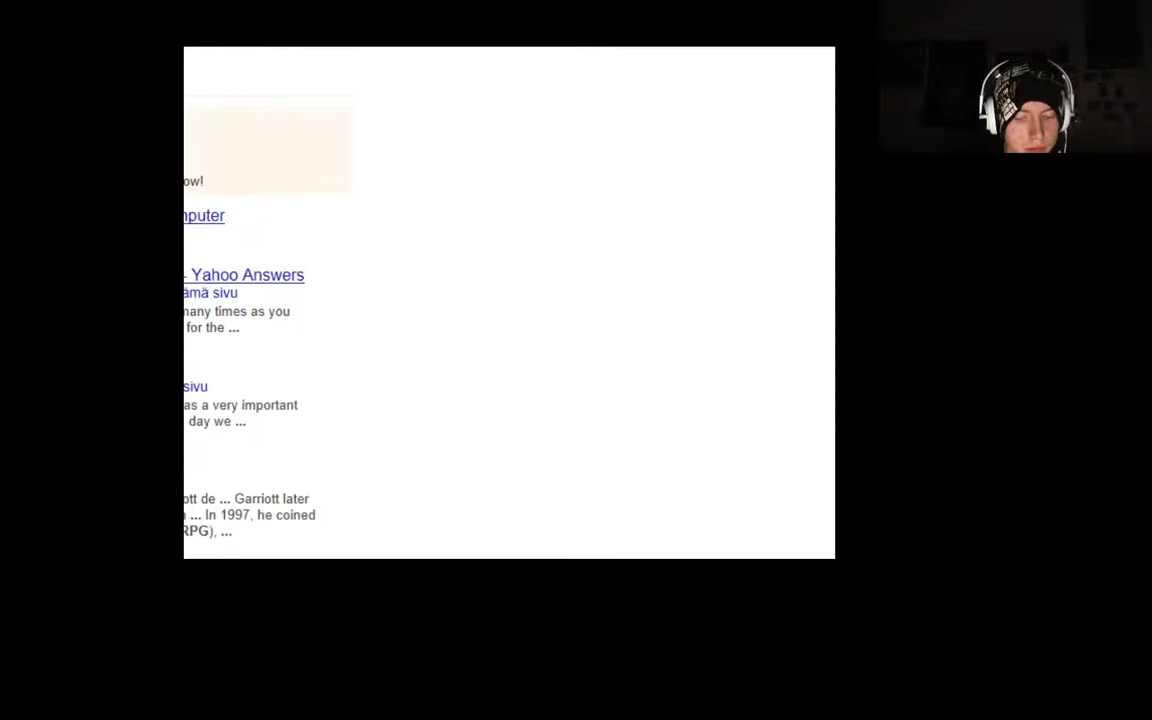 ow!
nputer
- Yahoo Answers
ämä sivu
many times as you
for the ...
sivu
as a very important
day we ...
ott de ... Garriott later
... In 1997, he coined
RPG), ...